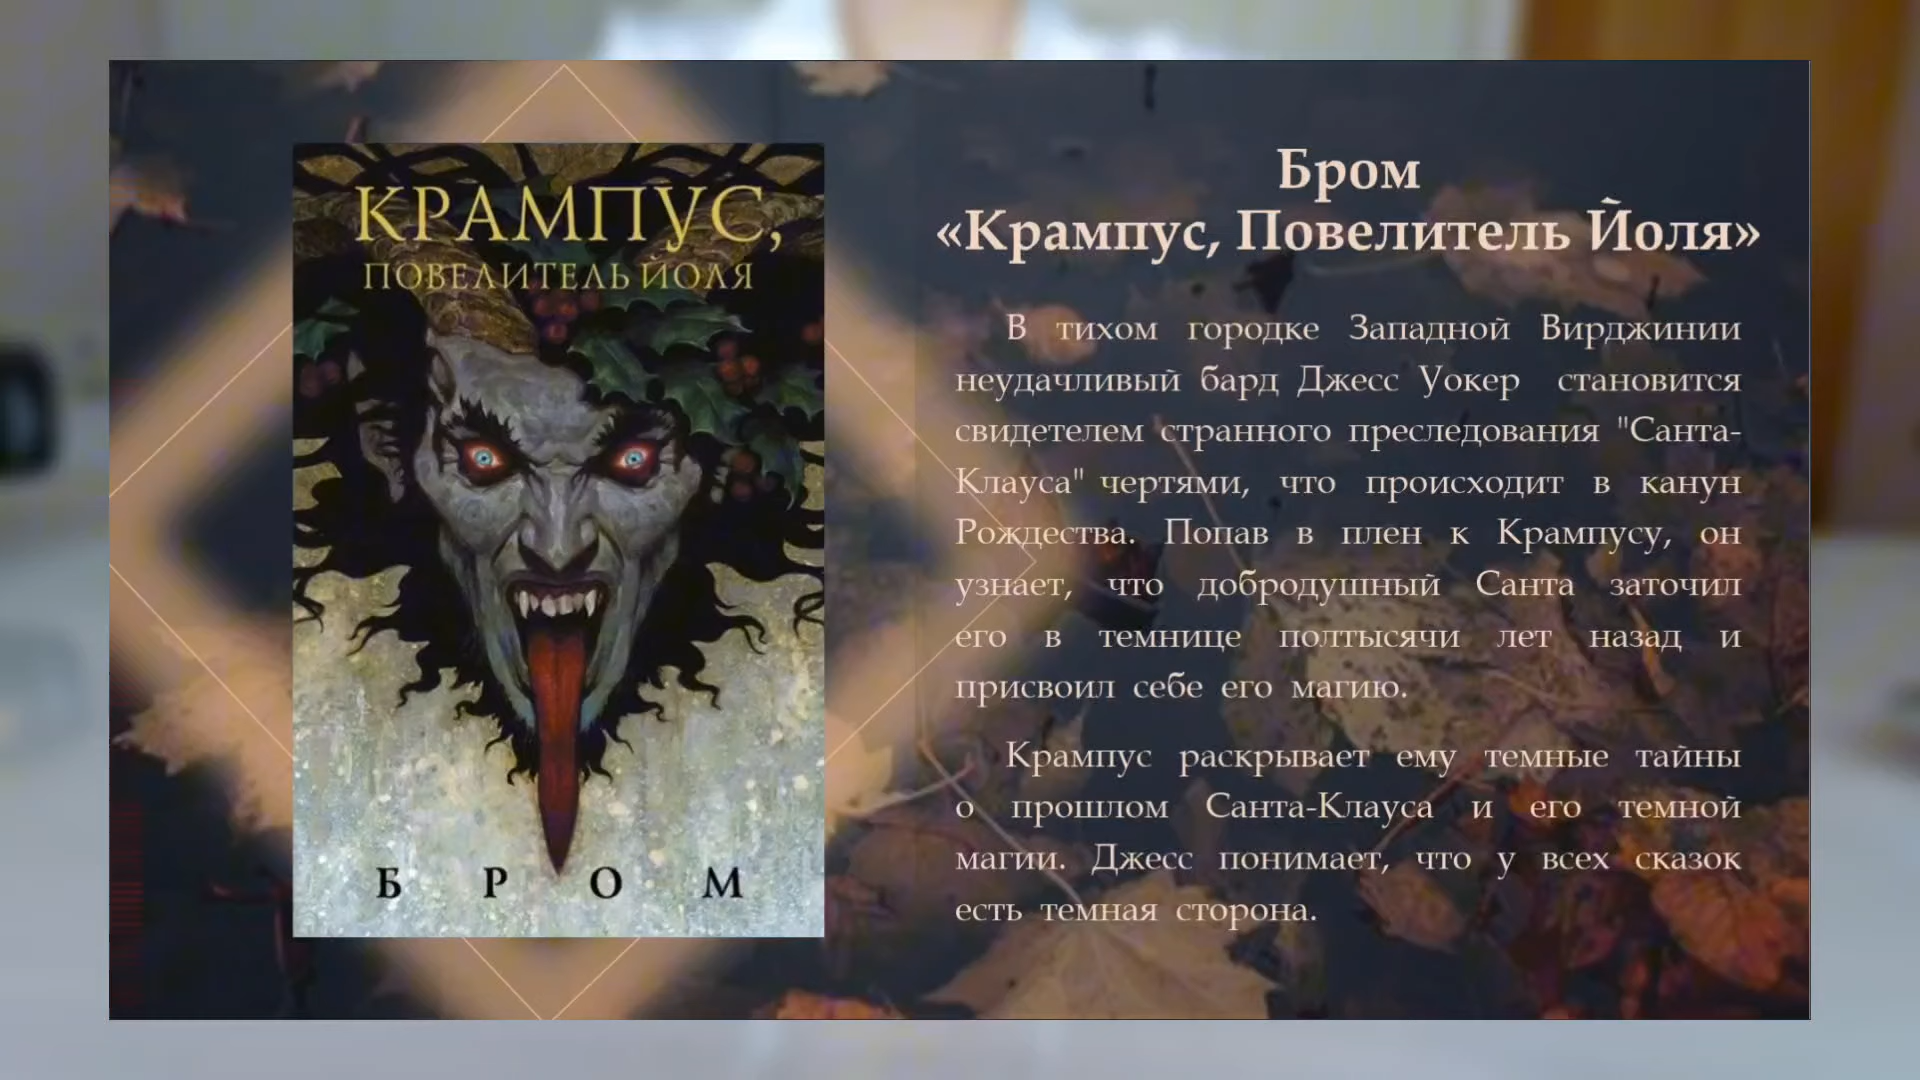 КРАМПУС,
ПОВЕЛИТЕЛЬ ЙОЛЯ
БРОМ
Бром
«Крампус, Повелитель Йоля»
В тихом городке Западной Вирджинии
неудачливый бард Джесс Уокер становится
свидетелем странного преследования "Санта-
Клауса" чертями, что происходит в канун
Рождества. Попав в плен к Крампусу, он
узнает, что добродушный Санта заточил
его в темнице полтысячи лет назад и
присвоил себе его магию.
Крампус раскрывает ему темные тайны
о прошлом Санта-Клауса и его темной
магии. Джесс понимает, что у всех сказок
есть темная сторона.